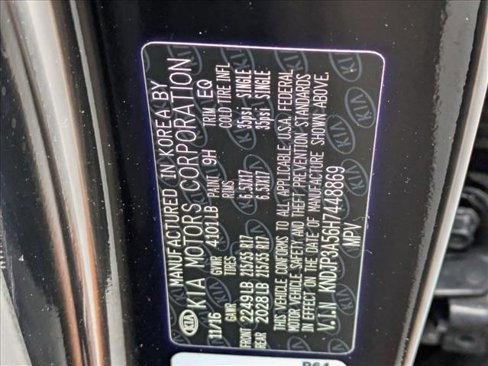 MANUFACTURED IN KOREA BY
KIA KIA MOTORS CORPORATION
11/16 GVWR 4101LB PAINT 9H TRIM EQ
GAWR TIRES RIMS COLD TIRE INFL
FRONT 2249LB 215/55 R17 6.5JX17 35psi SINGLE
REAR 2028LB 215/55 R17 6.5JX17 35psi SINGLE
THIS VEHICLE CONFORMS TO ALL APPLICABLE U.S.A. FEDERAL
MOTOR VEHICLE SAFETY AND THEFT PREVENTION STANDARDS
IN EFFECT ON THE DATE OF MANUFACTURE SHOWN ABOVE.
V.I.N KNDJP3A56H7448869
MPV